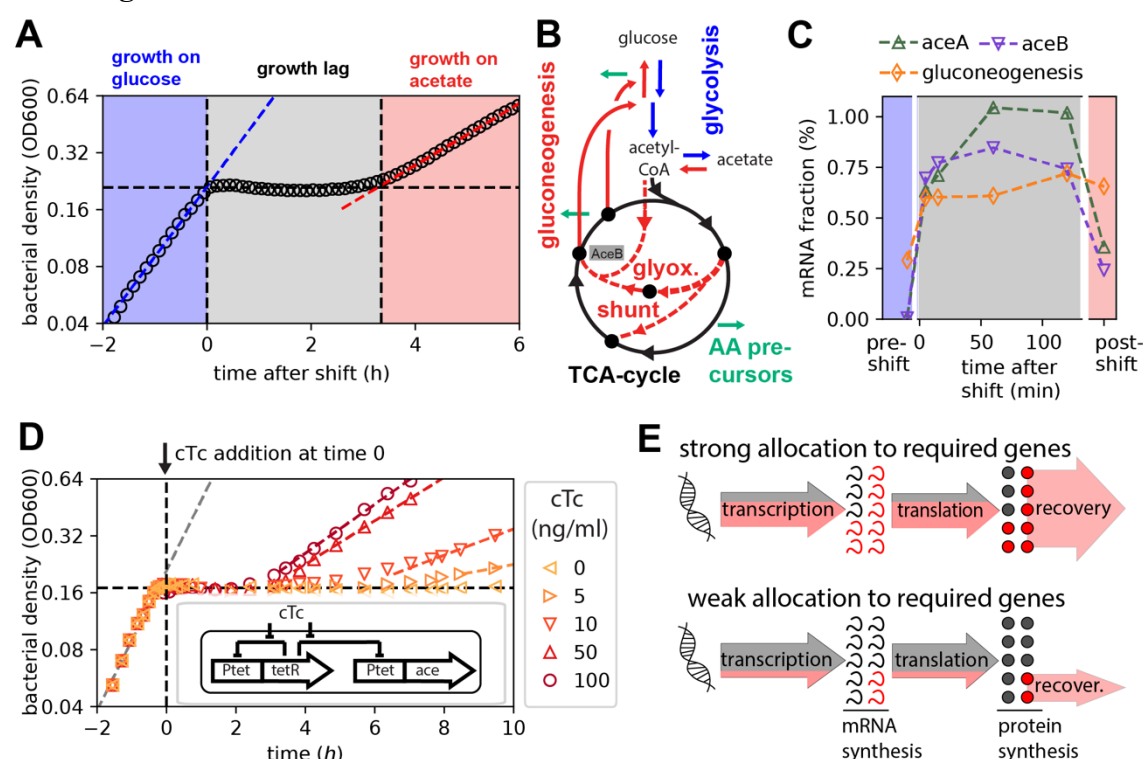 A
growth on
glucose
growth lag
growth on
acetate
bacterial density (OD600)
0.64
0.32
0.16
0.08
0.04
−2
0
2
4
6
time after shift (h)
B
glucose
gluconeogenesis
glycolysis
acetyl-
CoA
acetate
AceB
glyox.
shunt
AA pre-
cursors
TCA-cycle
C
aceA
aceB
gluconeogenesis
mRNA fraction (%)
1.00
0.75
0.50
0.25
0.00
pre-
shift
0
50
100
time after
shift (min)
post-
shift
D
cTc addition at time 0
bacterial density (OD600)
0.64
0.32
0.16
0.08
0.04
cTc
Ptet
tetR
Ptet
ace
−2
0
2
4
6
8
10
time (h)
cTc
(ng/ml)
0
5
10
50
100
E
strong allocation to required genes
transcription
translation
recovery
weak allocation to required genes
transcription
translation
recover.
mRNA
synthesis
protein
synthesis